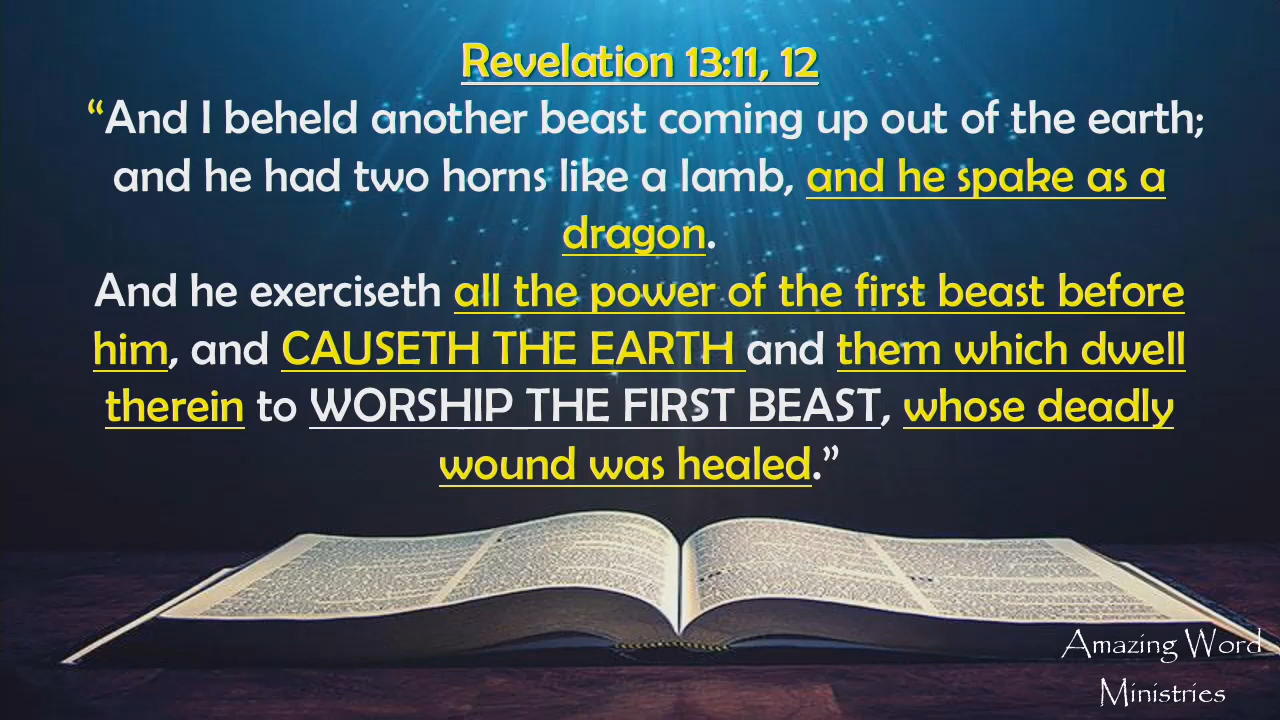 Revelation 13:11, 12
“And I beheld another beast coming up out of the earth;
and he had two horns like a lamb, and he spake as a
dragon.
And he exerciseth all the power of the first beast before
him, and CAUSETH THE EARTH and them which dwell
therein to WORSHIP THE FIRST BEAST, whose deadly
wound was healed.”
Amazing Word
Ministries